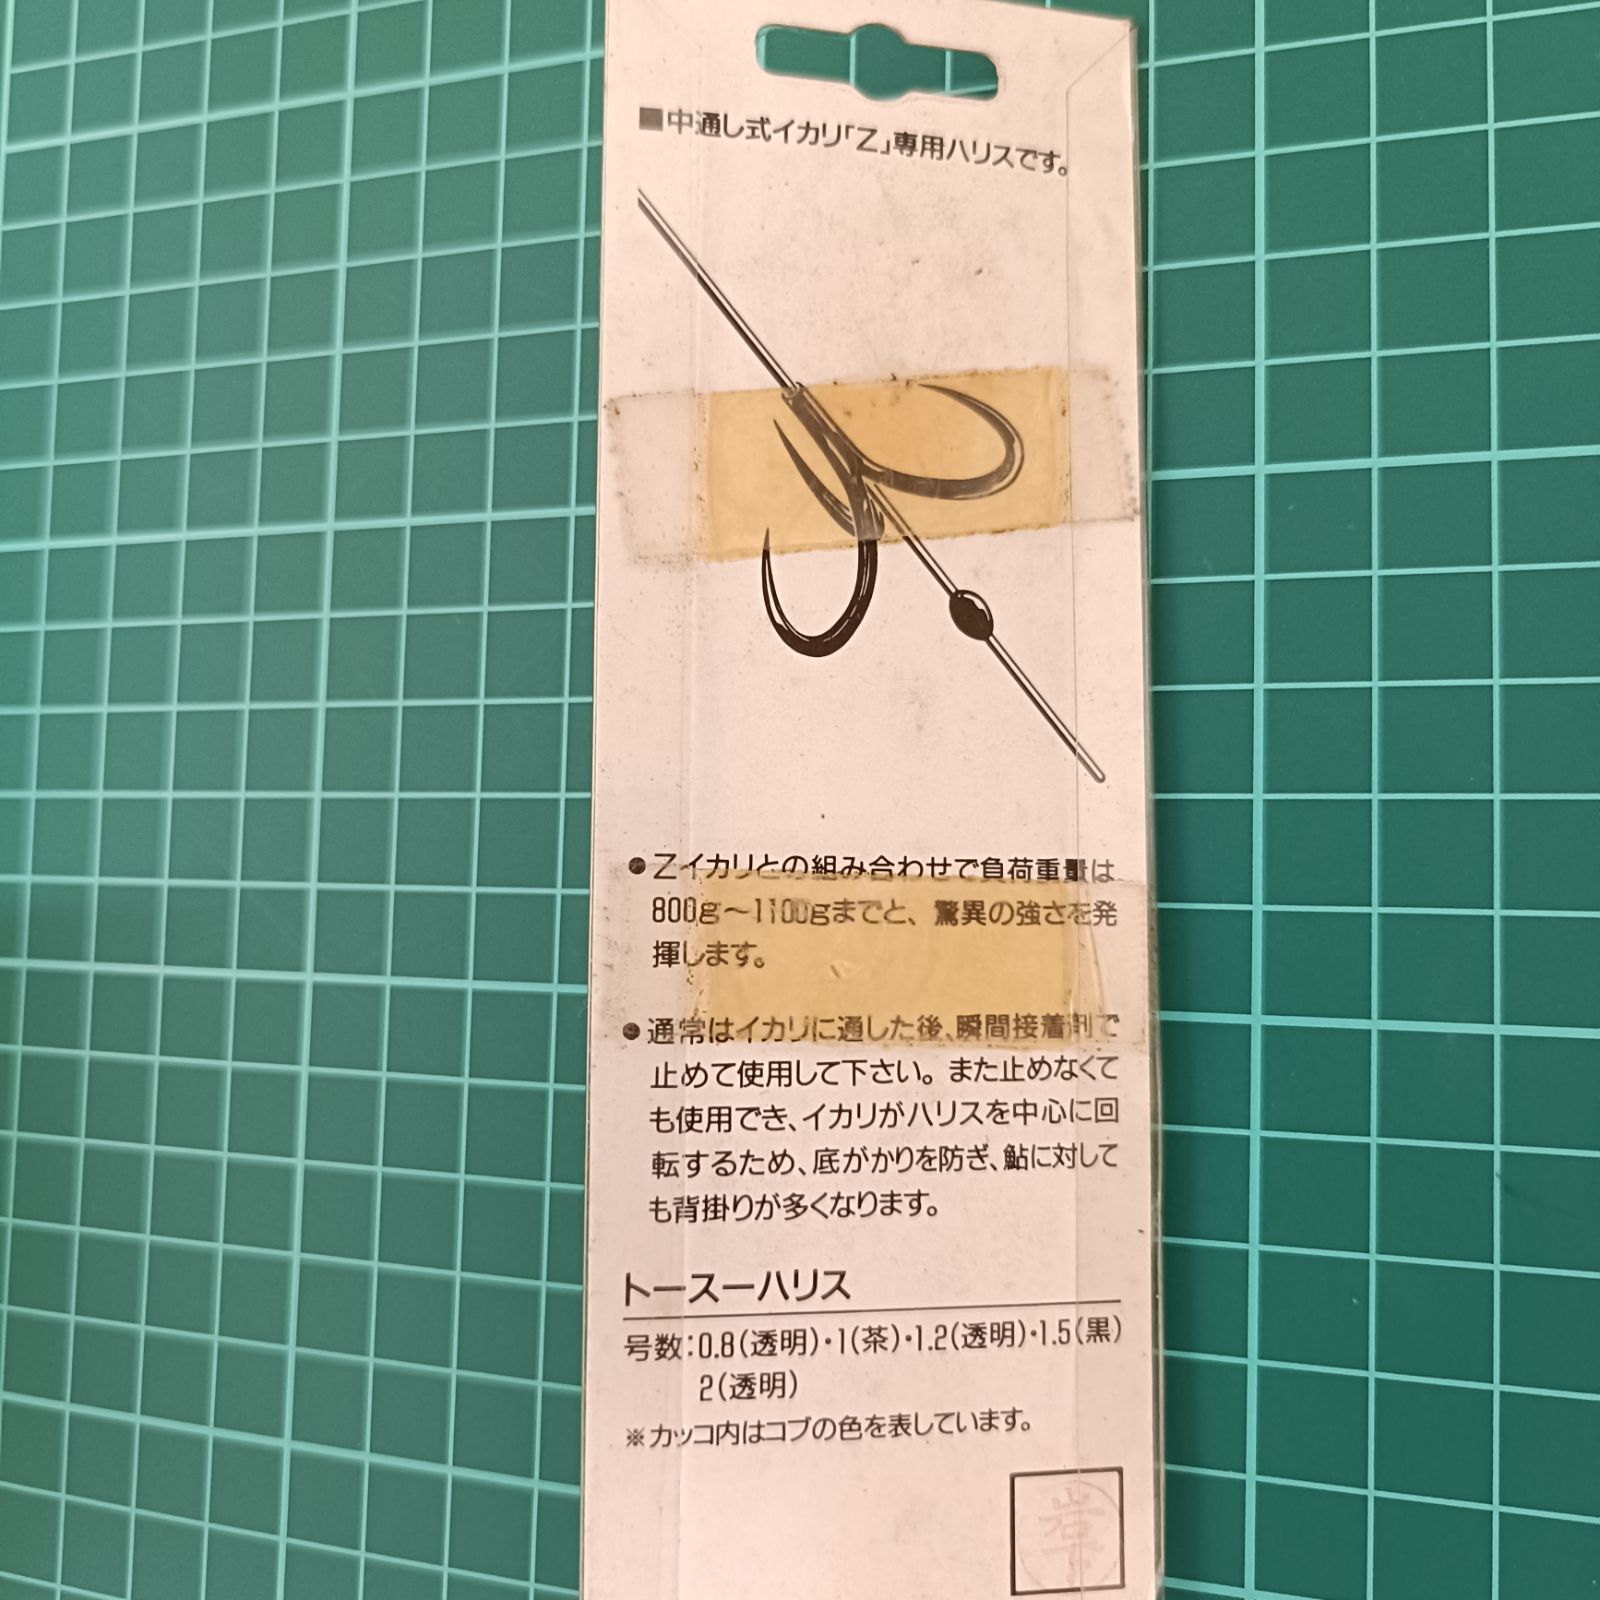 ■中通し式イカリ「Z」専用ハリスです。
●Zイカリとの組み合わせで負荷重量は
800g〜1100gまでと、驚異の強さを発
揮します。
●通常はイカリに通した後、瞬間接着剤で
止めて使用して下さい。また止めなくて
も使用でき、イカリがハリスを中心に回
転するため、底がかりを防ぎ、鮎に対して
も背掛りが多くなります。
トースーハリス
号数：0.8(透明)・1(茶)・1.2(透明)・1.5(黒)
2(透明)
※カッコ内はコブの色を表しています。
岩下